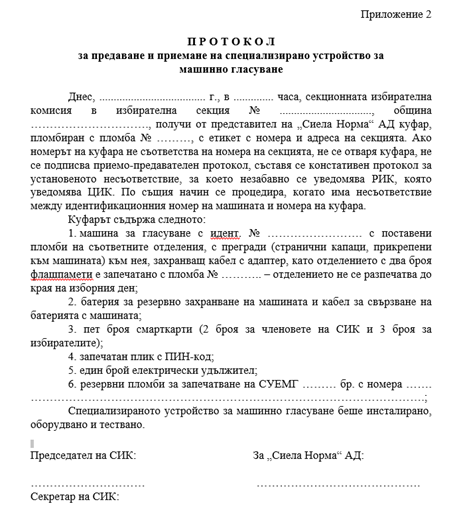 Приложение 2
П Р О Т О К О Л
за предаване и приемане на специализирано устройство за
машинно гласуване
Днес, ....................................... г., в .............. часа, секционната избирателна
комисия в избирателна секция № ................................., община
…………………………., получи от представител на „Сиела Норма“ АД куфар,
пломбиран с пломба № ………, с етикет с номера и адреса на секцията. Ако
номерът на куфара не съответства на номера на секцията, не се отваря куфара, не
се подписва приемо-предавателен протокол, съставя се констативен протокол за
установеното несъответствие, за което незабавно се уведомява РИК, която
уведомява ЦИК. По същия начин се процедира, когато има несъответствие
между идентификационния номер на машината и номера на куфара.
Куфарът съдържа следното:
1. машина за гласуване с идент. № …………………… с поставени
пломби на съответните отделения, с прегради (странични капаци, прикрепени
към машината) към нея, захранващ кабел с адаптер, като отделението с два броя
флашпамети е запечатано с пломба № ………. – отделението не се разпечатва до
края на изборния ден;
2. батерия за резервно захранване на машината и кабел за свързване на
батерията с машината;
3. пет броя смарткарти (2 броя за членовете на СИК и 3 броя за
избирателите);
4. запечатан плик с ПИН-код;
5. един брой електрически удължител;
6. резервни пломби за запечатване на СУЕМГ ……… бр. с номера …….
……………………………………………………………………………………;
Специализираното устройство за машинно гласуване беше инсталирано,
оборудвано и тествано.
Председател на СИК: За „Сиела Норма“ АД:
………………………… ………………………………
Секретар на СИК: